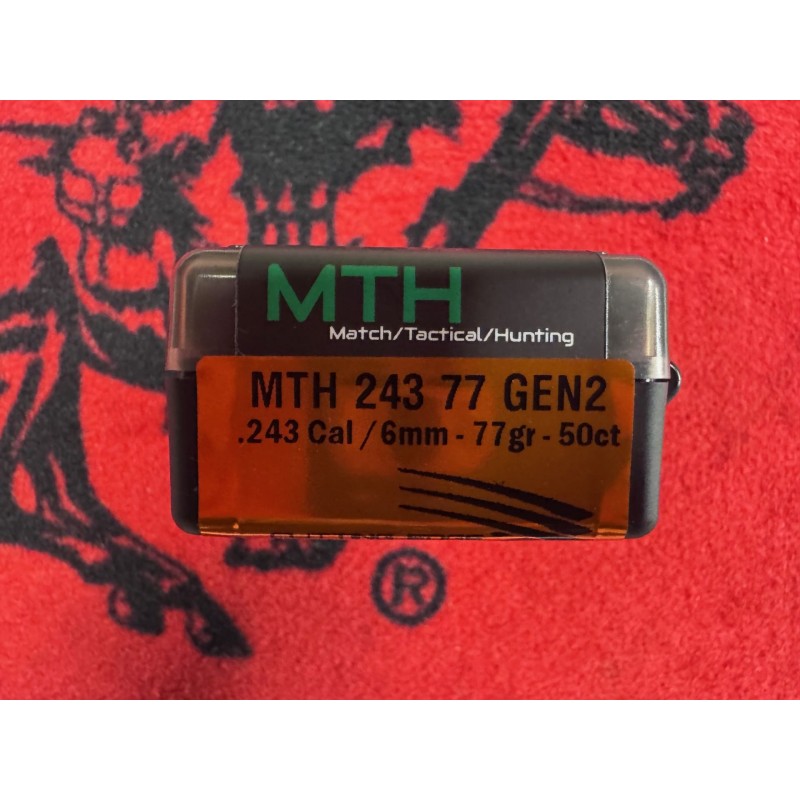 MTH
Match/Tactical/Hunting
MTH 243 77 GEN2
.243 Cal / 6mm - 77gr - 50ct
®